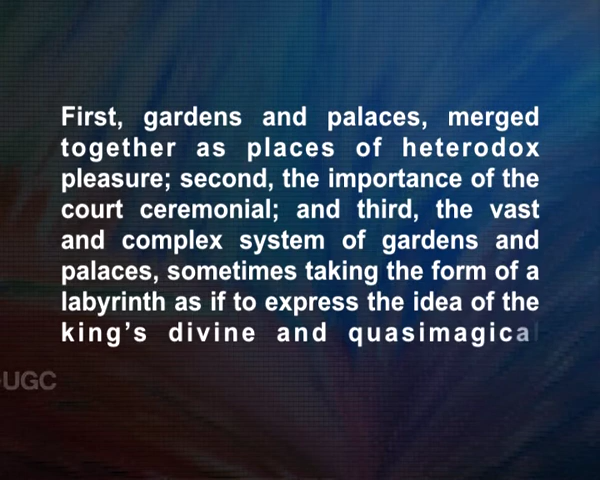 First, gardens and palaces, merged
together as places of heterodox
pleasure; second, the importance of the
court ceremonial; and third, the vast
and complex system of gardens and
palaces, sometimes taking the form of a
labyrinth as if to express the idea of the
king’s divine and quasimagical
UGC